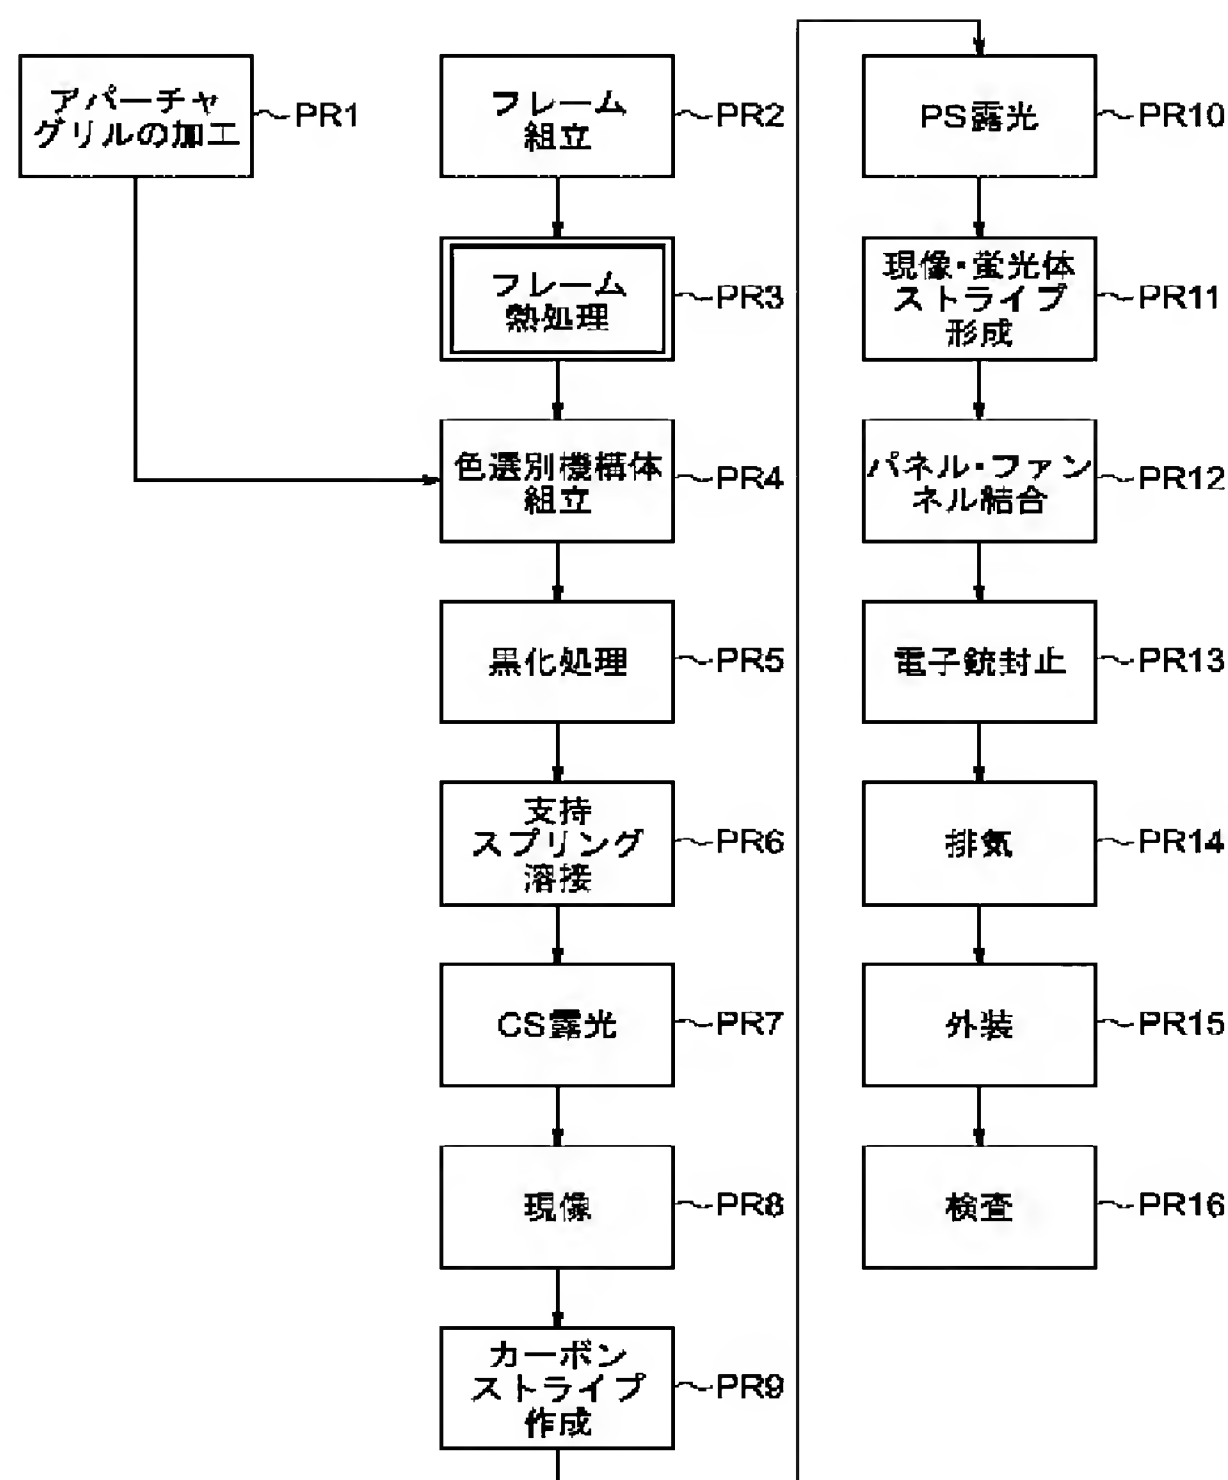 アパーチャ
グリルの加工
PR1
フレーム
組立
PR2
フレーム
熱処理
PR3
色選別機構体
組立
PR4
黒化処理
PR5
支持
スプリング
溶接
PR6
CS露光
PR7
現像
PR8
カーボン
ストライプ
作成
PR9
PS露光
PR10
現像・蛍光体
ストライプ
形成
PR11
パネル・ファン
ネル結合
PR12
電子銃封止
PR13
排気
PR14
外装
PR15
検査
PR16